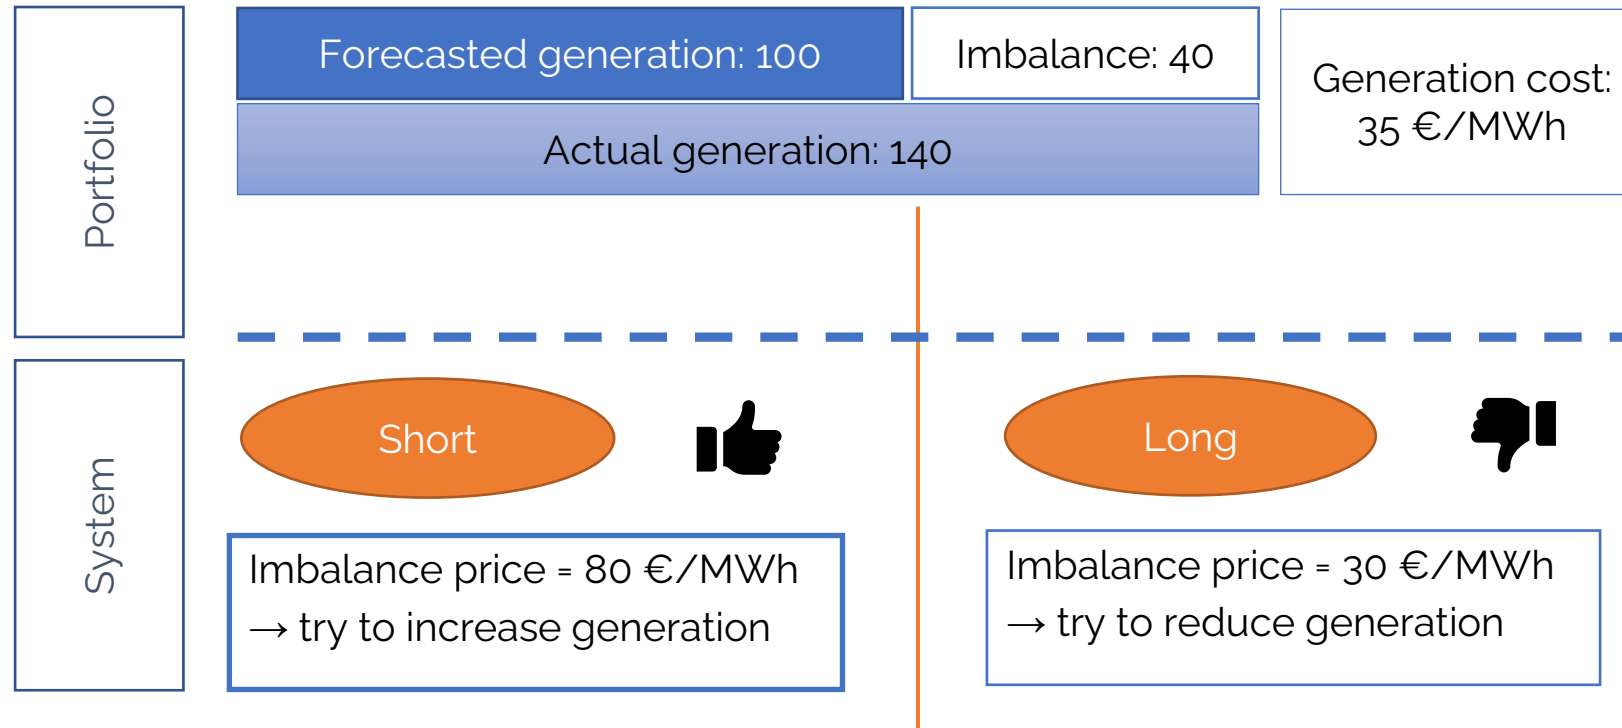 Portfolio
Forecasted generation: 100
Imbalance: 40
Actual generation: 140
Generation cost:
35 €/MWh
System
Short
Long
Imbalance price = 80 €/MWh
→ try to increase generation
Imbalance price = 30 €/MWh
→ try to reduce generation